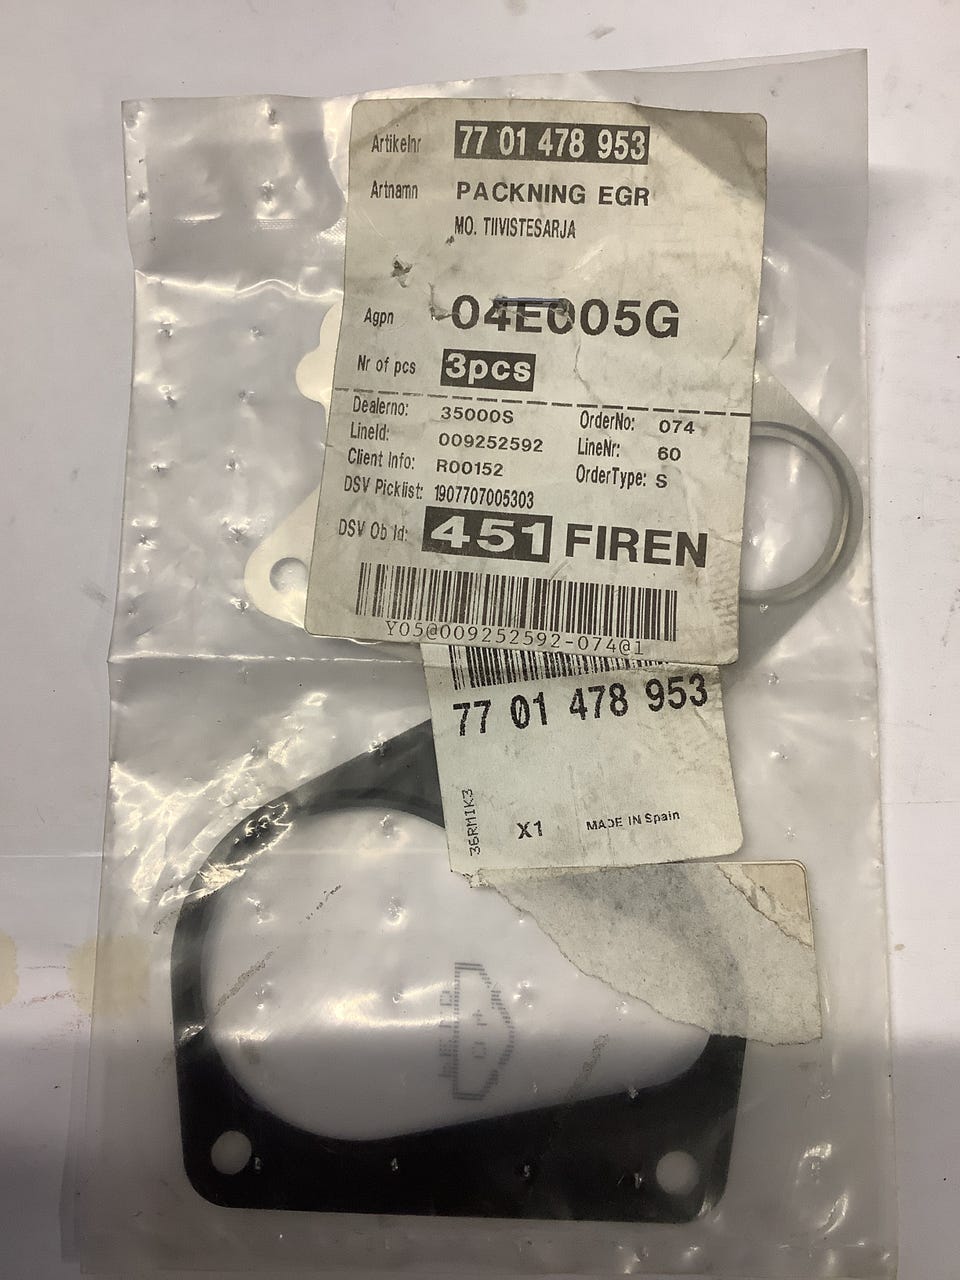 Artikelnr 77 01 478 953
Artnamn PACKNING EGR
MO. TIIVISTESARJA
Agpn 04E005G
Nr of pcs 3pcs
Dealerno: 35000S OrderNo: 074
LineId: 009252592 LineNr: 60
Client Info: R00152 OrderType: S
DSV Picklist: 1907707005303
DSV Ob Id: 451 FIREN
Y05@009252592-074@1
77 01 478 953
36RM1K3
X1 MADE IN Spain